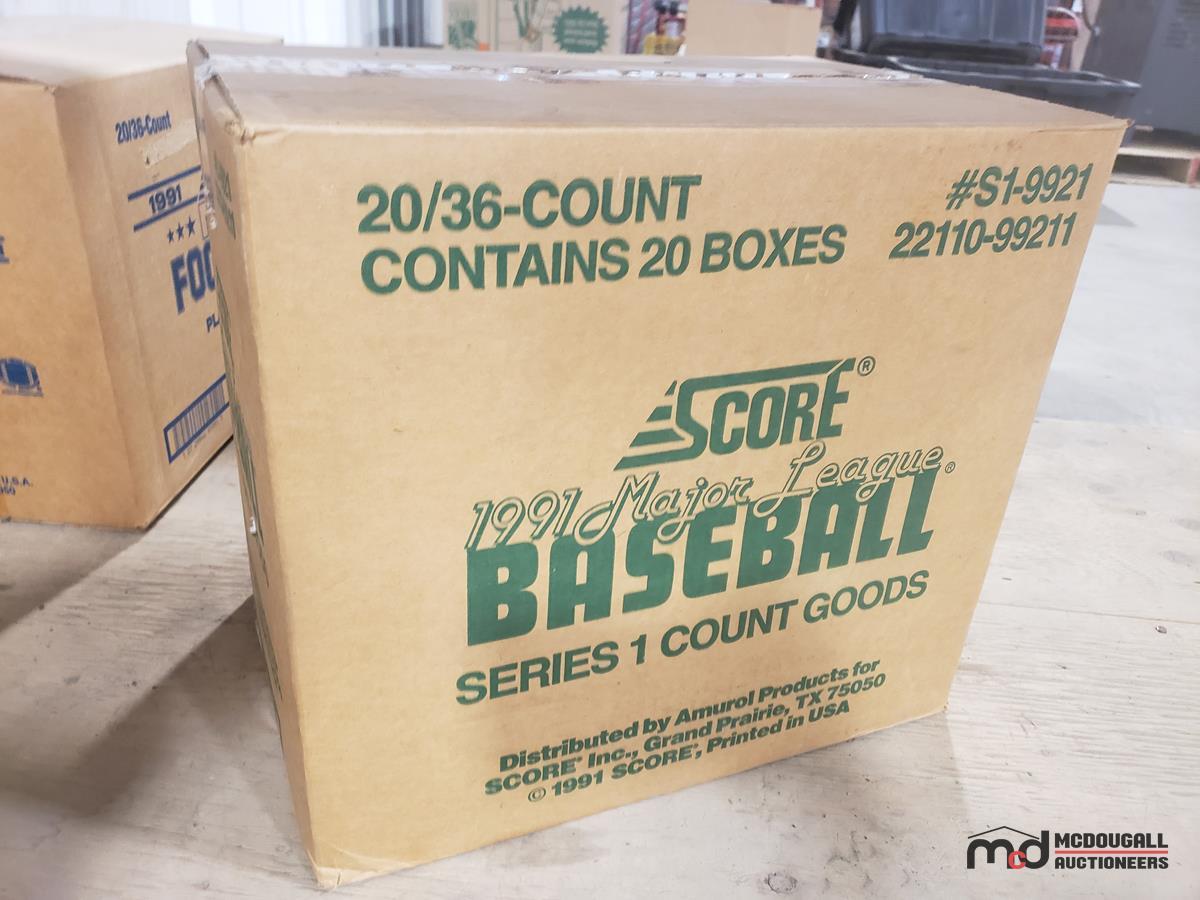 20/36-COUNT
CONTAINS 20 BOXES
#S1-9921
22110-99211
SCORE®
1991 Major League®
BASEBALL
SERIES 1 COUNT GOODS
Distributed by Amurol Products for
SCORE® Inc., Grand Prairie, TX 75050
© 1991 SCORE®, Printed in USA
20/36-Count
1991
U.S.A.
mcd MCDOUGALL
AUCTIONEERS